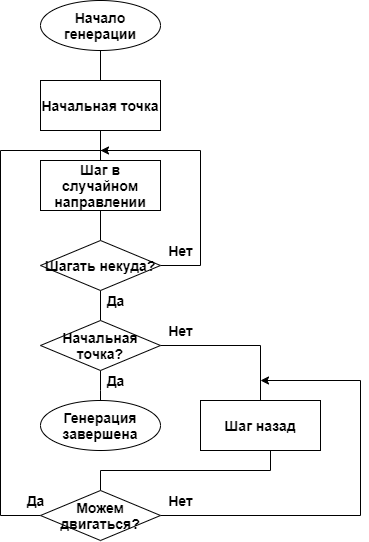 Начало
генерации
Начальная точка
Шаг в
случайном
направлении
Шагать некуда?
Нет
Да
Начальная
точка?
Нет
Да
Генерация
завершена
Шаг назад
Да
Можем
двигаться?
Нет